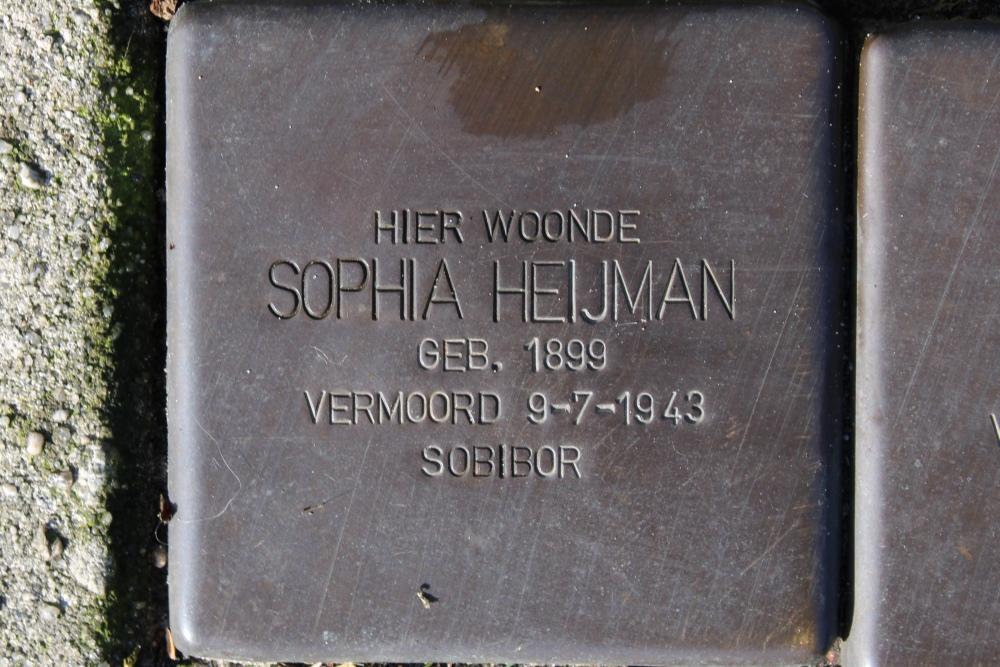 HIER WOONDE
SOPHIA HEIJMAN
GEB. 1899
VERMOORD 9-7-1943
SOBIBOR